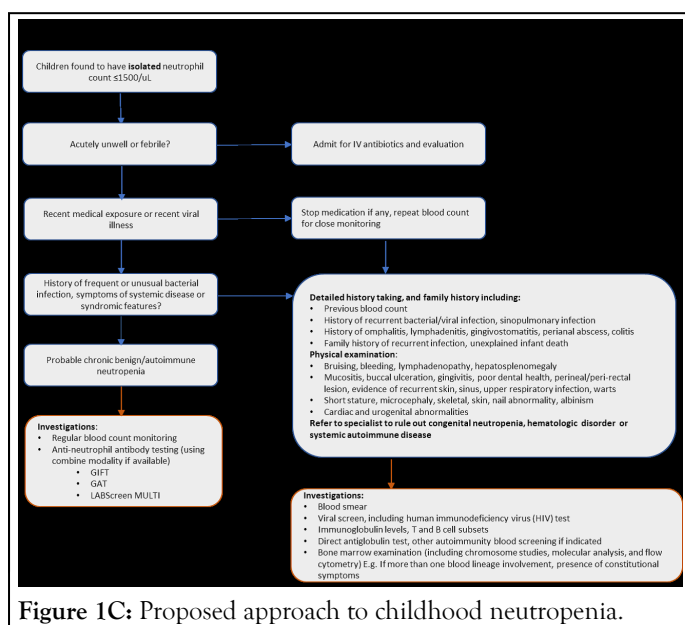 Children found to have isolated neutrophil
count ≤1500/uL
Acutely unwell or febrile?
Admit for IV antibiotics and evaluation
Recent medical exposure or recent viral
illness
Stop medication if any, repeat blood count
for close monitoring
History of frequent or unusual bacterial
infection, symptoms of systemic disease or
syndromic features?
Probable chronic benign/autoimmune
neutropenia
Investigations:
• Regular blood count monitoring
• Anti-neutrophil antibody testing (using
combine modality if available)
• GIFT
• GAT
• LABScreen MULTI
Detailed history taking, and family history including:
• Previous blood count
• History of recurrent bacterial/viral infection, sinopulmonary infection
• History of omphalitis, lymphadenitis, gingivostomatitis, perianal abscess, colitis
• Family history of recurrent infection, unexplained infant death
Physical examination:
• Bruising, bleeding, lymphadenopathy, hepatosplenomegaly
• Mucositis, buccal ulceration, gingivitis, poor dental health, perineal/peri-rectal
lesion, evidence of recurrent skin, sinus, upper respiratory infection, warts
• Short stature, microcephaly, skeletal, skin, nail abnormality, albinism
• Cardiac and urogenital abnormalities
Refer to specialist to rule out congenital neutropenia, hematologic disorder or
systemic autoimmune disease
Investigations:
• Blood smear
• Viral screen, including human immunodeficiency virus (HIV) test
• Immunoglobulin levels, T and B cell subsets
• Direct antiglobulin test, other autoimmunity blood screening if indicated
• Bone marrow examination (including chromosome studies, molecular analysis, and flow
cytometry) E.g. If more than one blood lineage involvement, presence of constitutional
symptoms
Figure 1C: Proposed approach to childhood neutropenia.